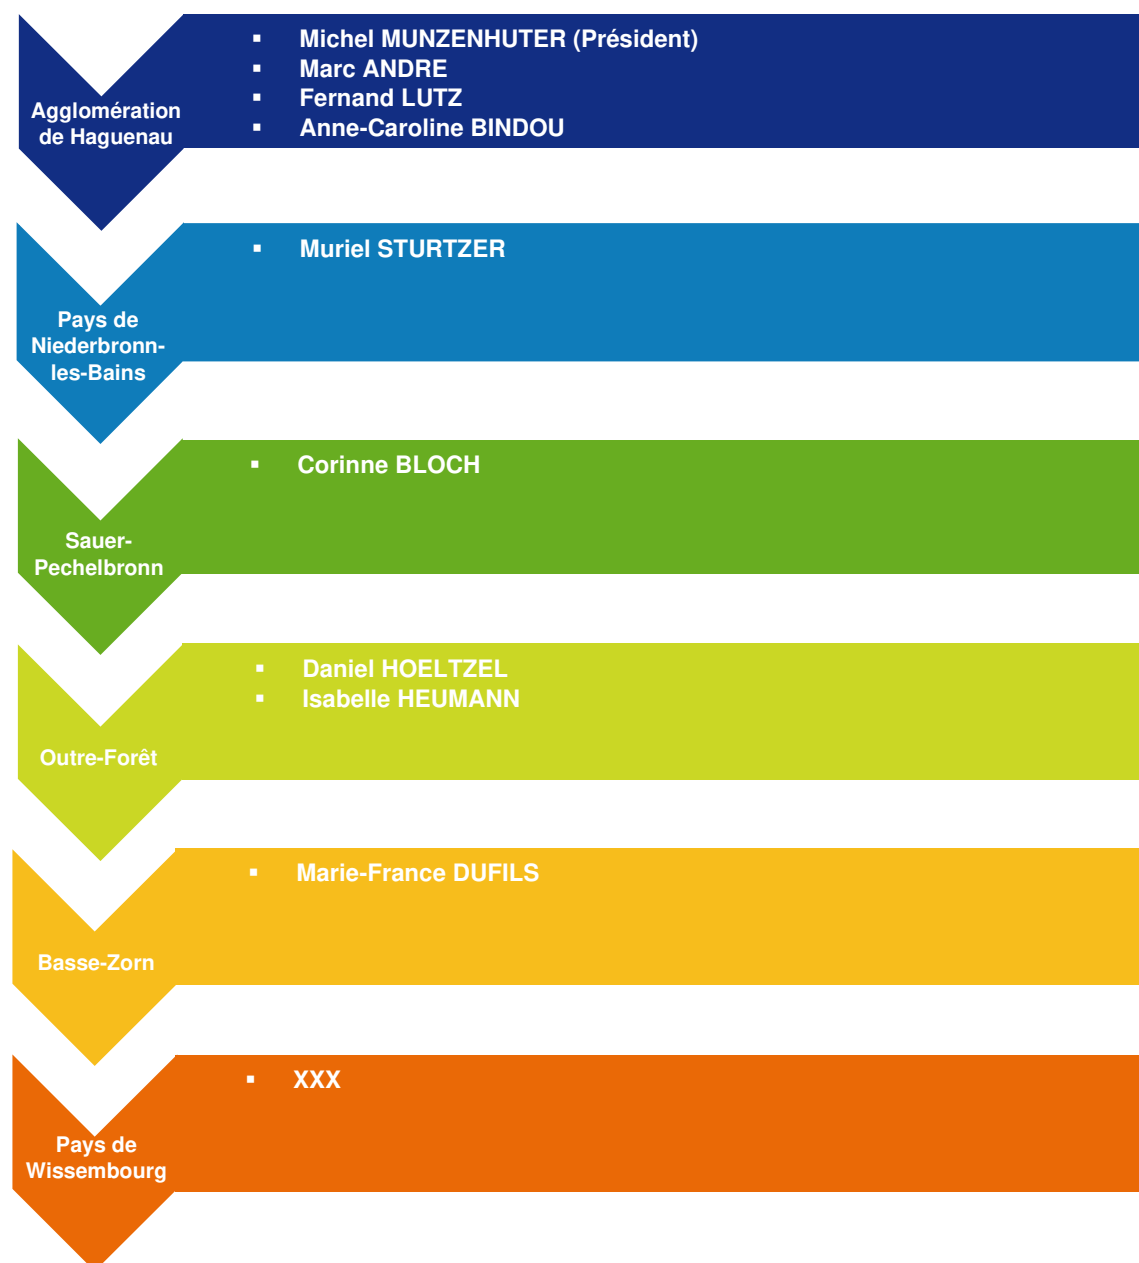 Agglomération
de Haguenau
▪ Michel MUNZENHUTER (Président)
▪ Marc ANDRE
▪ Fernand LUTZ
▪ Anne-Caroline BINDOU
Pays de
Niederbronn-
les-Bains
▪ Muriel STURTZER
Sauer-
Pechelbronn
▪ Corinne BLOCH
Outre-Forêt
▪ Daniel HOELTZEL
▪ Isabelle HEUMANN
Basse-Zorn
▪ Marie-France DUFILS
Pays de
Wissembourg
▪ XXX